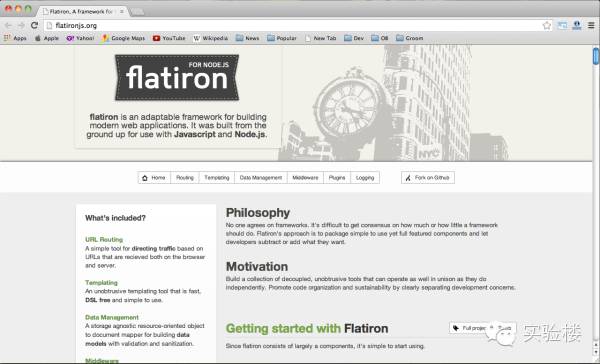 Flatiron, A framework for
flatironjs.org
Apps Apple Google Maps YouTube Wikipedia News Popular New Tab Dev OB Groom
FOR NODE.JS
flatiron
flatiron is an adaptable framework for building
modern web applications. It was built from the
ground up for use with Javascript and Node.js.
NYC
Home Routing Templating Data Management Middleware Plugins Logging Fork on Github
What's included?
URL Routing
A simple tool for directing traffic based on
URLs that are recieved both on the browser
and server.
Templating
An unobtrusive templating tool that is fast,
DSL free and simple to use.
Data Management
A storage agnostic resource-oriented object
to document mapper for building data
models with validation and sanitization.
Middleware
Philosophy
No one agrees on frameworks. It's difficult to get consensus on how much or how little a framework
should do. Flatiron's approach is to package simple to use yet full featured components and let
developers subtract or add what they want.
Motivation
Build a collection of decoupled, unobtrusive tools that can operate as well in unison as they do
independently. Promote code organization and sustainability by clearly separating development concerns.
Getting started with Flatiron
Full project
Since flatiron consists of largely a components, it's simple to start using.
实验楼